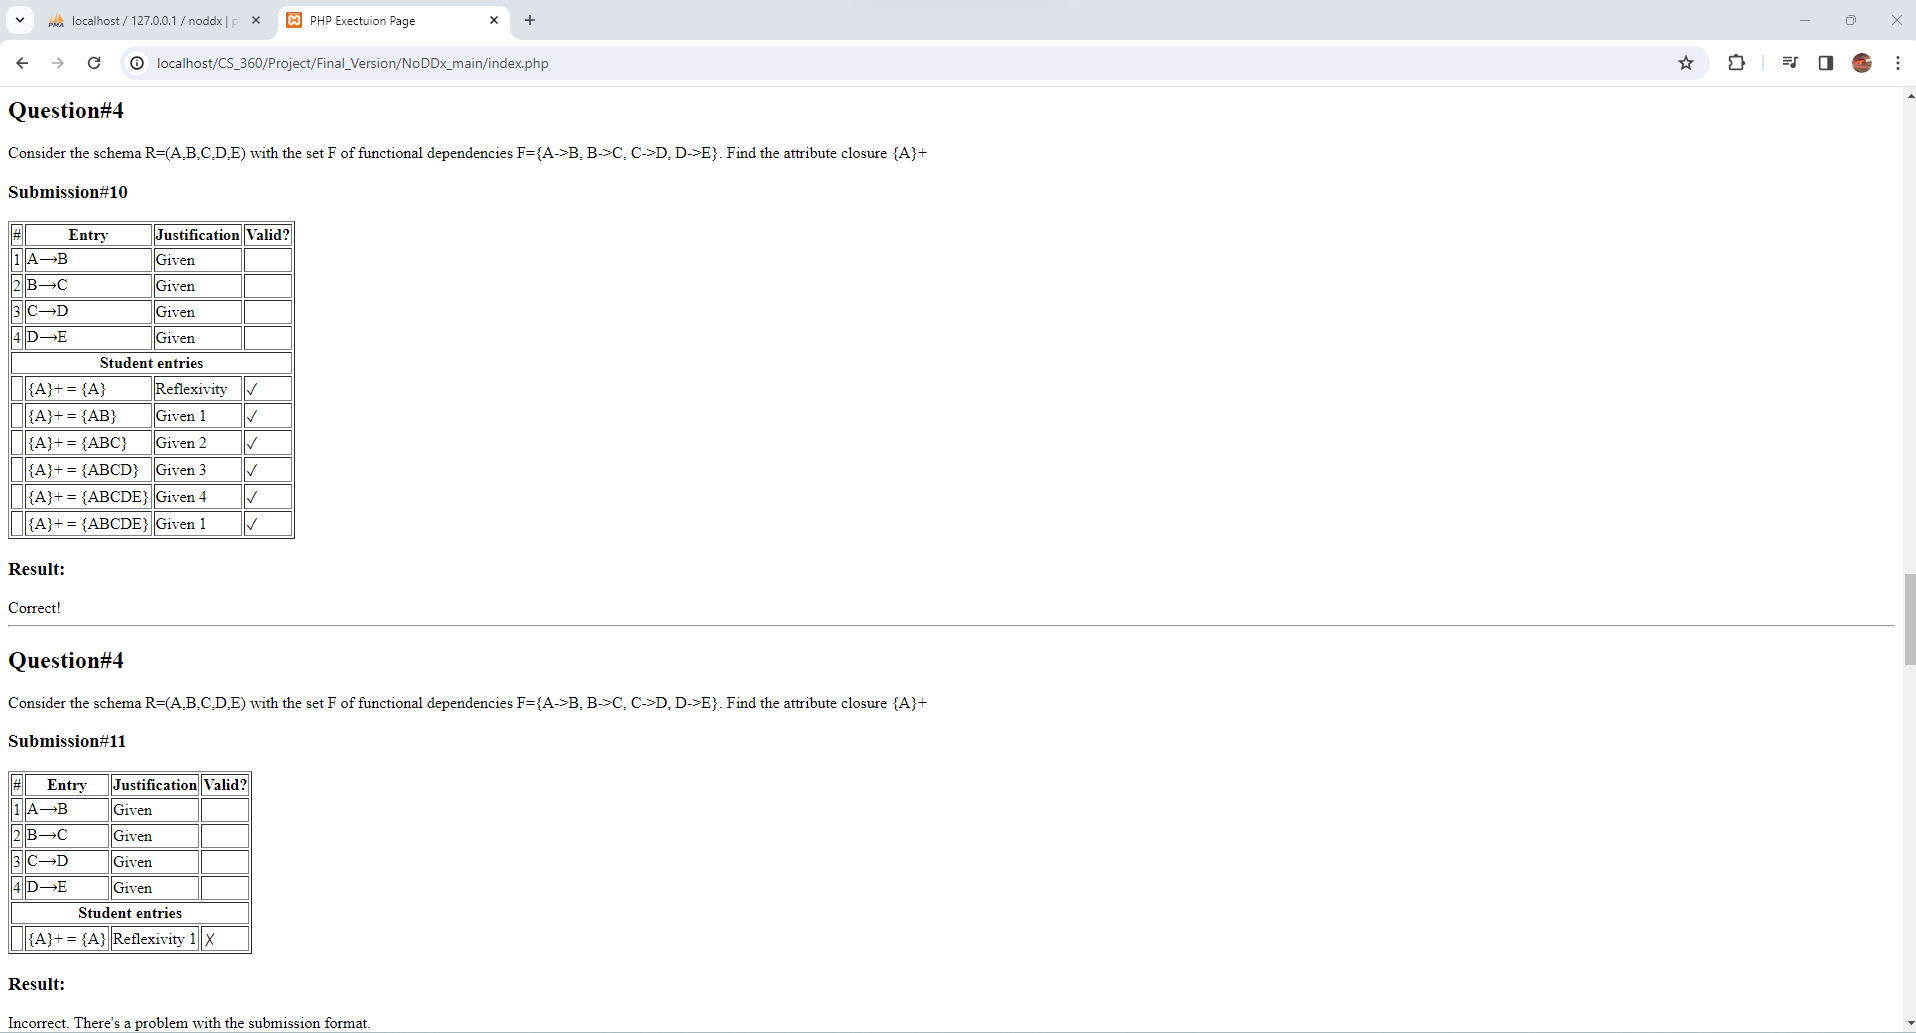 localhost / 127.0.0.1 / noddx | p
PHP Exectuion Page
localhost/CS_360/Project/Final_Version/NoDDx_main/index.php
Question#4
Consider the schema R=(A,B,C,D,E) with the set F of functional dependencies F={A->B, B->C, C->D, D->E}. Find the attribute closure {A}+
Submission#10
# Entry Justification Valid?
1 A⟶B Given
2 B⟶C Given
3 C⟶D Given
4 D⟶E Given
Student entries
{A}+ = {A} Reflexivity ✓
{A}+ = {AB} Given 1 ✓
{A}+ = {ABC} Given 2 ✓
{A}+ = {ABCD} Given 3 ✓
{A}+ = {ABCDE} Given 4 ✓
{A}+ = {ABCDE} Given 1 ✓
Result:
Correct!
Question#4
Consider the schema R=(A,B,C,D,E) with the set F of functional dependencies F={A->B, B->C, C->D, D->E}. Find the attribute closure {A}+
Submission#11
# Entry Justification Valid?
1 A⟶B Given
2 B⟶C Given
3 C⟶D Given
4 D⟶E Given
Student entries
{A}+ = {A} Reflexivity 1 ✗
Result:
Incorrect. There's a problem with the submission format.